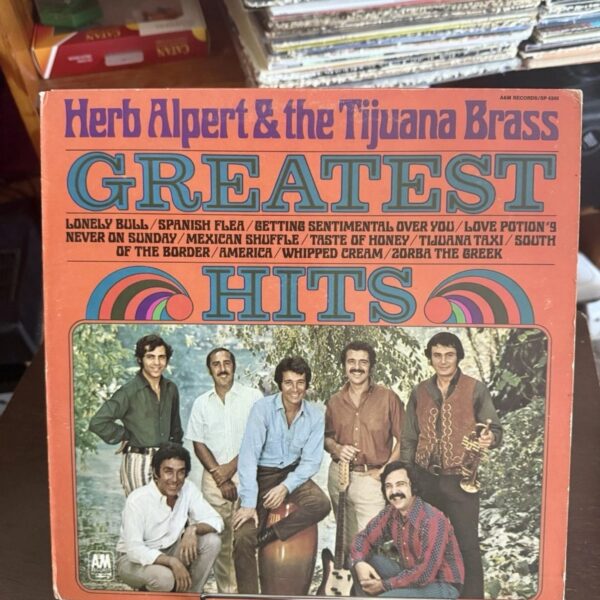 CATAN
CATAN
A&M RECORDS/SP 4245
Herb Alpert & the Tijuana Brass
GREATEST
LONELY BULL/SPANISH FLEA/GETTING SENTIMENTAL OVER YOU/LOVE POTION #9
NEVER ON SUNDAY/MEXICAN SHUFFLE/TASTE OF HONEY/TIJUANA TAXI/SOUTH
OF THE BORDER/AMERICA/WHIPPED CREAM/ZORBA THE GREEK
HITS
A&M